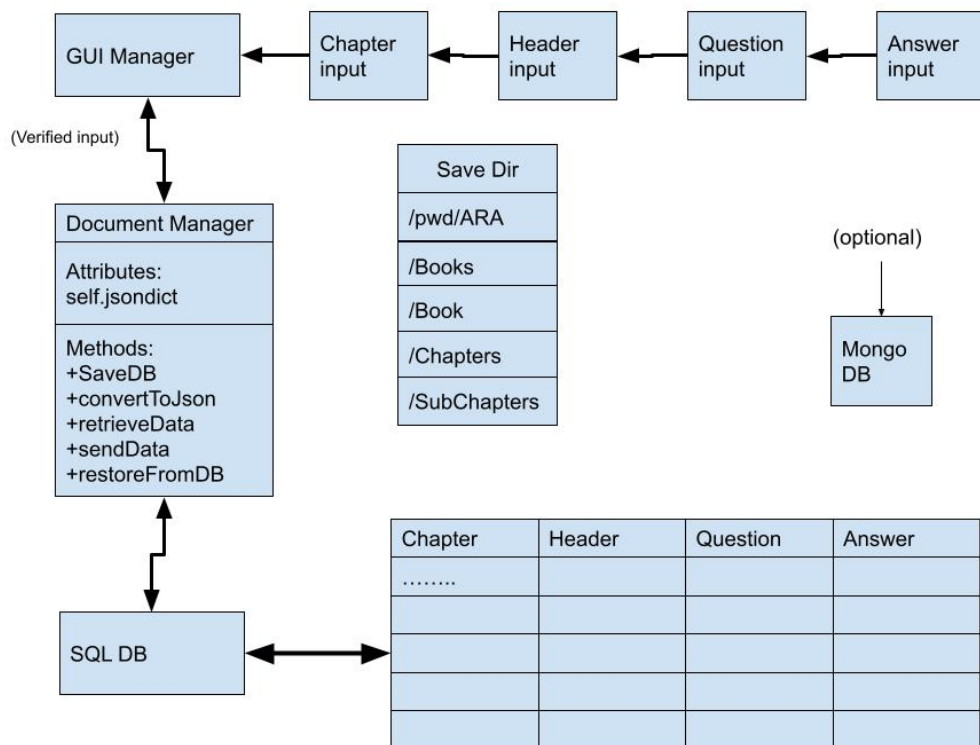 GUI Manager
Chapter
input
Header
input
Question
input
Answer
input
(Verified input)
Document Manager
Attributes:
self.jsondict
Methods:
+SaveDB
+convertToJson
+retrieveData
+sendData
+restoreFromDB
Save Dir
/pwd/ARA
/Books
/Book
/Chapters
/SubChapters
(optional)
Mongo
DB
SQL DB
Chapter
Header
Question
Answer
........